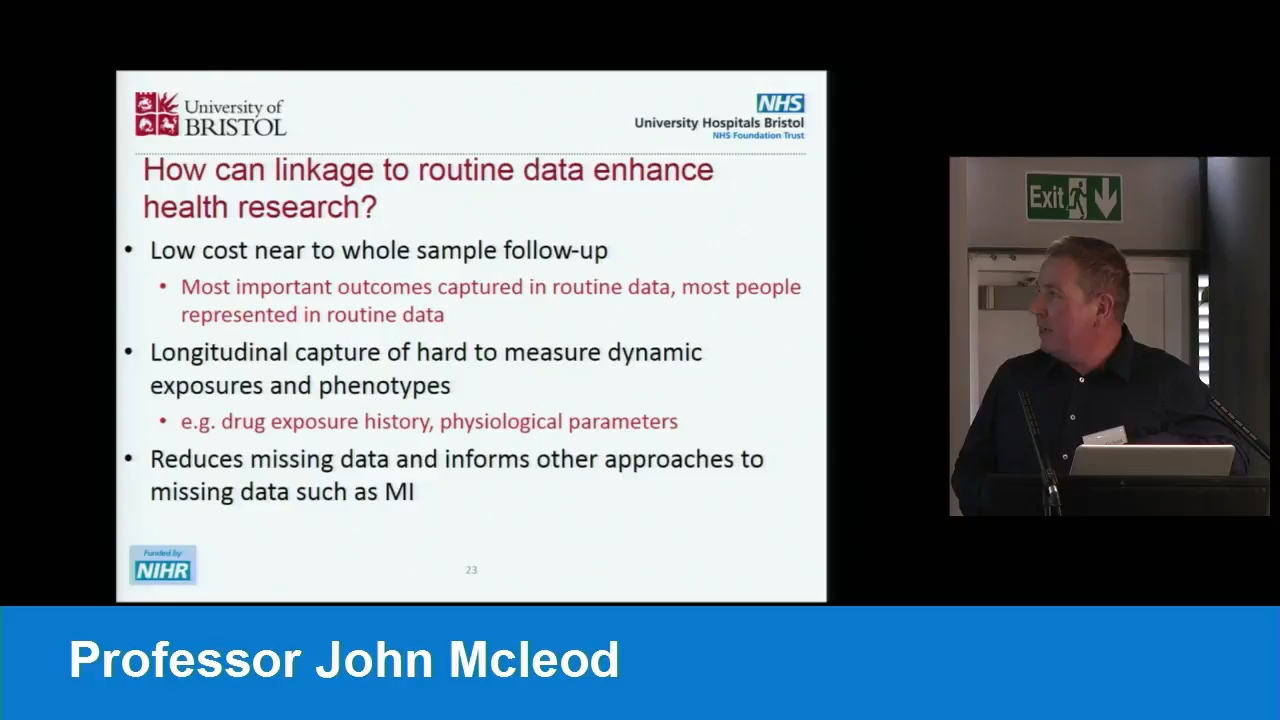 University of
BRISTOL
NHS
University Hospitals Bristol
NHS Foundation Trust
How can linkage to routine data enhance
health research?
• Low cost near to whole sample follow-up
• Most important outcomes captured in routine data, most people
represented in routine data
• Longitudinal capture of hard to measure dynamic
exposures and phenotypes
• e.g. drug exposure history, physiological parameters
• Reduces missing data and informs other approaches to
missing data such as MI
Funded by
NIHR
23
Exit
Professor John Mcleod